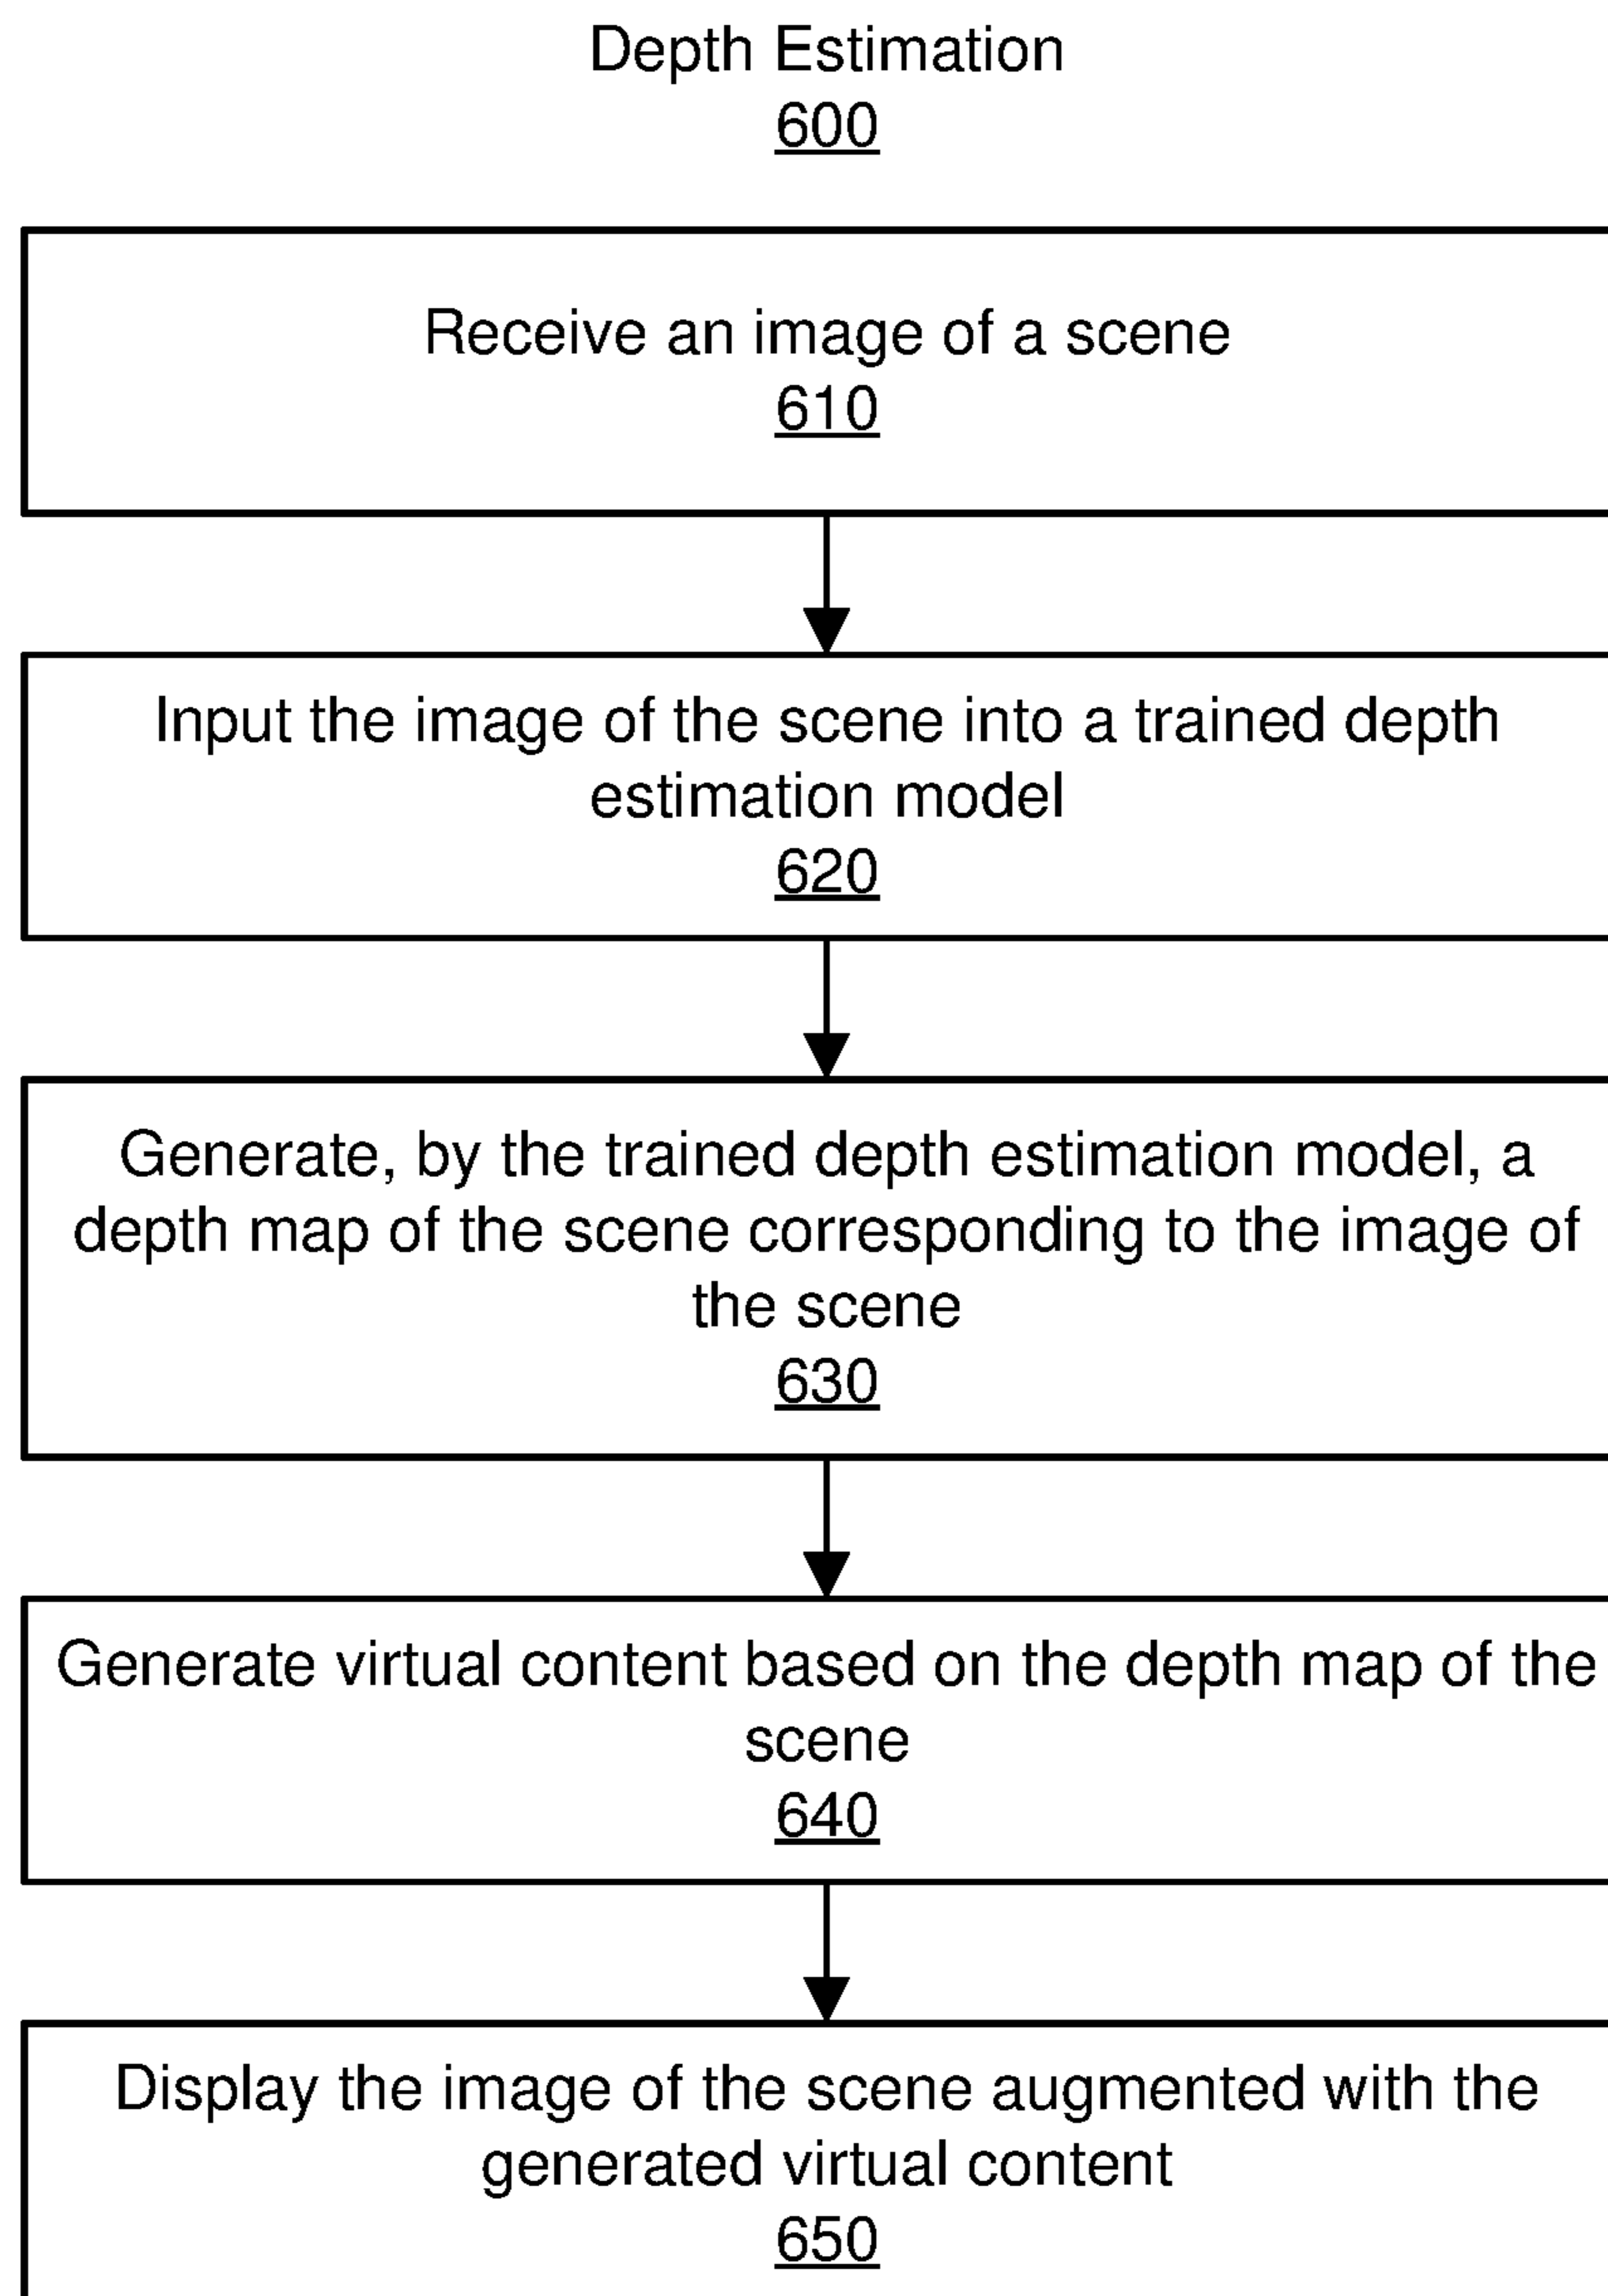 Depth Estimation
600
Receive an image of a scene
610
Input the image of the scene into a trained depth
estimation model
620
Generate, by the trained depth estimation model, a
depth map of the scene corresponding to the image of
the scene
630
Generate virtual content based on the depth map of the
scene
640
Display the image of the scene augmented with the
generated virtual content
650